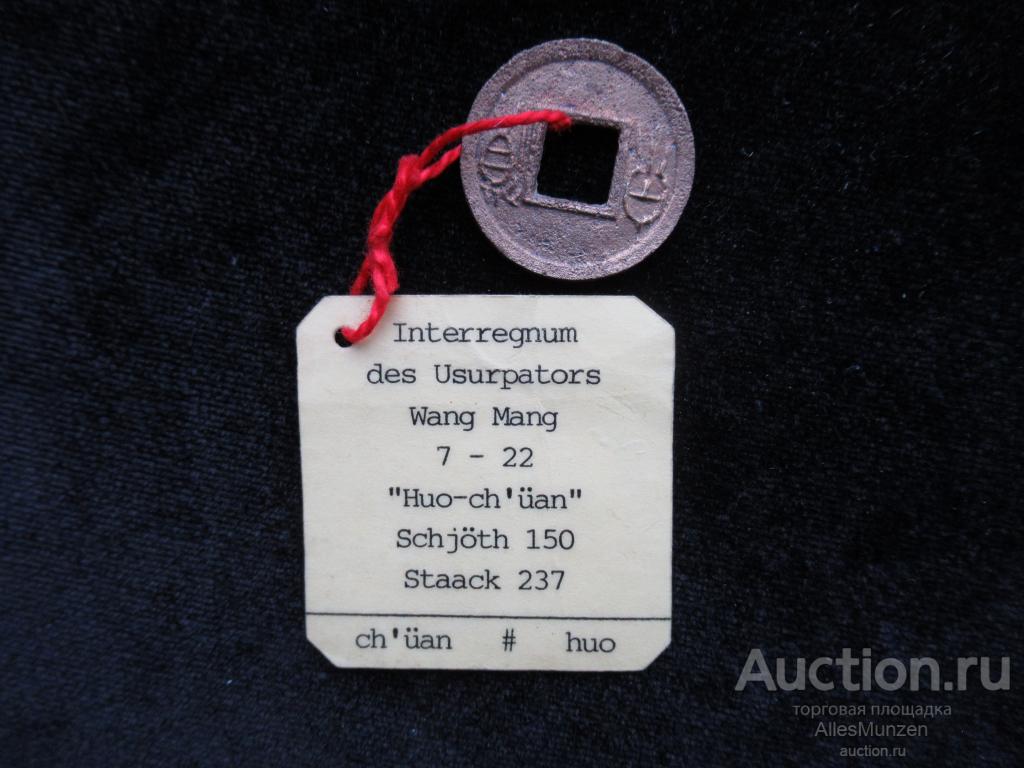 Interregnum
des Usurpators
Wang Mang
7 - 22
"Huo-ch'üan"
Schjöth 150
Staack 237
ch'üan # huo
Auction.ru
торговая площадка
AllesMunzen
auction.ru